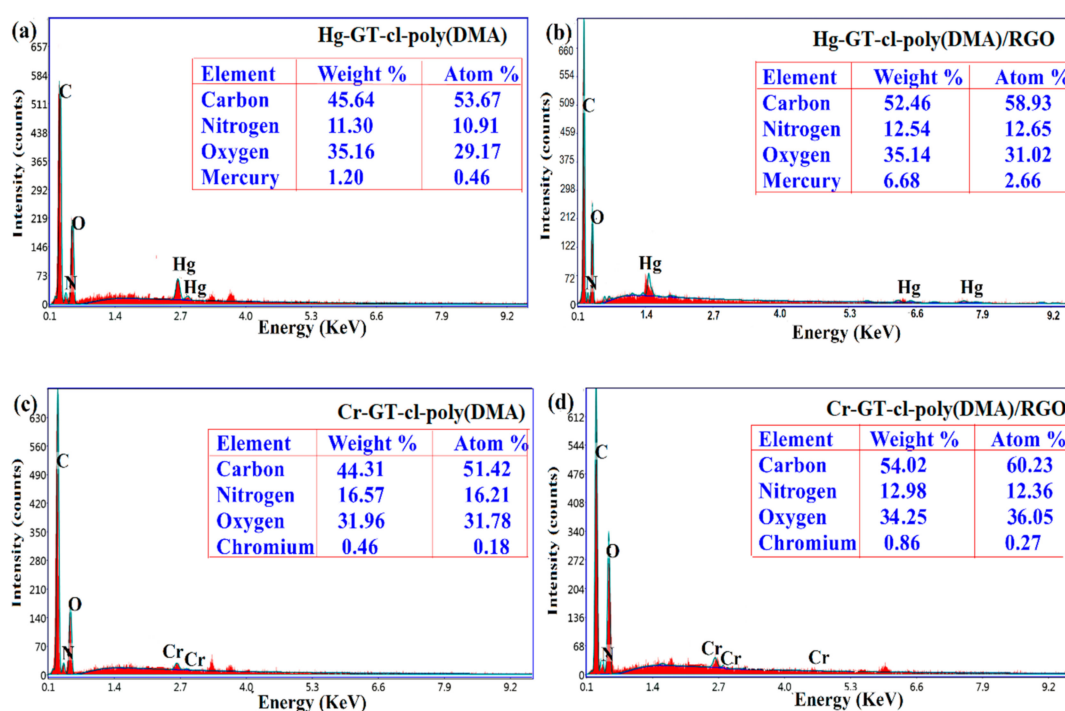 (a)
Hg-GT-cl-poly(DMA)
Element Weight % Atom %
Carbon 45.64 53.67
Nitrogen 11.30 10.91
Oxygen 35.16 29.17
Mercury 1.20 0.46
Intensity (counts)
657
584
511
438
365
292
219
146
73
0
C
O
N
Hg
Hg
0.1 1.4 2.7 4.0 5.3 6.6 7.9 9.2
Energy (KeV)
(b)
Hg-GT-cl-poly(DMA)/RGO
Element Weight % Atom %
Carbon 52.46 58.93
Nitrogen 12.54 12.65
Oxygen 35.14 31.02
Mercury 6.68 2.66
Intensity (counts)
660
554
509
459
375
298
212
122
72
0
C
O
N
Hg
Hg
Hg
0.1 1.4 2.7 4.0 5.3 6.6 7.9 9.2
Energy (KeV)
(c)
Cr-GT-cl-poly(DMA)
Element Weight % Atom %
Carbon 44.31 51.42
Nitrogen 16.57 16.21
Oxygen 31.96 31.78
Chromium 0.46 0.18
Intensity (counts)
630
560
490
420
350
280
210
140
70
0
C
O
N
Cr
Cr
0.1 1.4 2.7 4.0 5.3 6.6 7.9 9.2
Energy (KeV)
(d)
Cr-GT-cl-poly(DMA)/RGO
Element Weight % Atom %
Carbon 54.02 60.23
Nitrogen 12.98 12.36
Oxygen 34.25 36.05
Chromium 0.86 0.27
Intensity (counts)
612
544
476
408
340
272
204
136
68
0
C
O
N
Cr
Cr
Cr
0.1 1.4 2.7 4.0 5.3 6.6 7.9 9.2
Energy (KeV)